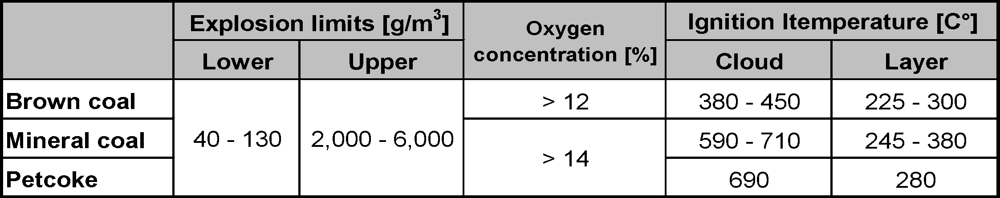 Explosion limits [g/m³]
Oxygen
concentration [%]
Ignition Itemperature [C°]
Lower
Upper
Cloud
Layer
Brown coal
40 - 130
2,000 - 6,000
> 12
380 - 450
225 - 300
Mineral coal
> 14
590 - 710
245 - 380
Petcoke
690
280